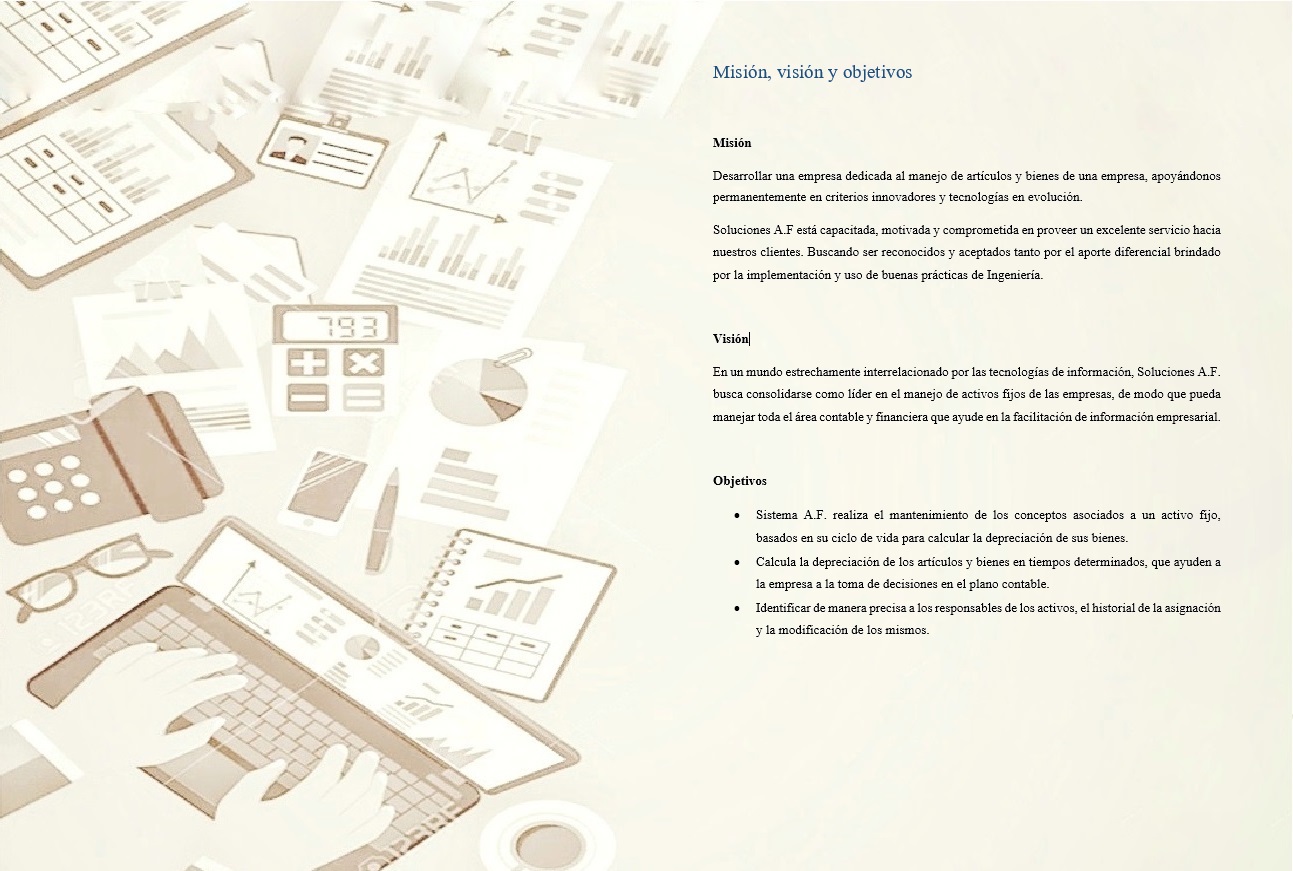 Misión, visión y objetivos
Misión
Desarrollar una empresa dedicada al manejo de artículos y bienes de una empresa, apoyándonos
permanentemente en criterios innovadores y tecnologías en evolución.
Soluciones A.F está capacitada, motivada y comprometida en proveer un excelente servicio hacia
nuestros clientes. Buscando ser reconocidos y aceptados tanto por el aporte diferencial brindado
por la implementación y uso de buenas prácticas de Ingeniería.
793
Visión
En un mundo estrechamente interrelacionado por las tecnologías de información, Soluciones A.F.
busca consolidarse como líder en el manejo de activos fijos de las empresas, de modo que pueda
manejar toda el área contable y financiera que ayude en la facilitación de información empresarial.
Objetivos
• Sistema A.F. realiza el mantenimiento de los conceptos asociados a un activo fijo,
basados en su ciclo de vida para calcular la depreciación de sus bienes.
• Calcula la depreciación de los artículos y bienes en tiempos determinados, que ayuden a
la empresa a la toma de decisiones en el plano contable.
• Identificar de manera precisa a los responsables de los activos, el historial de la asignación
y la modificación de los mismos.